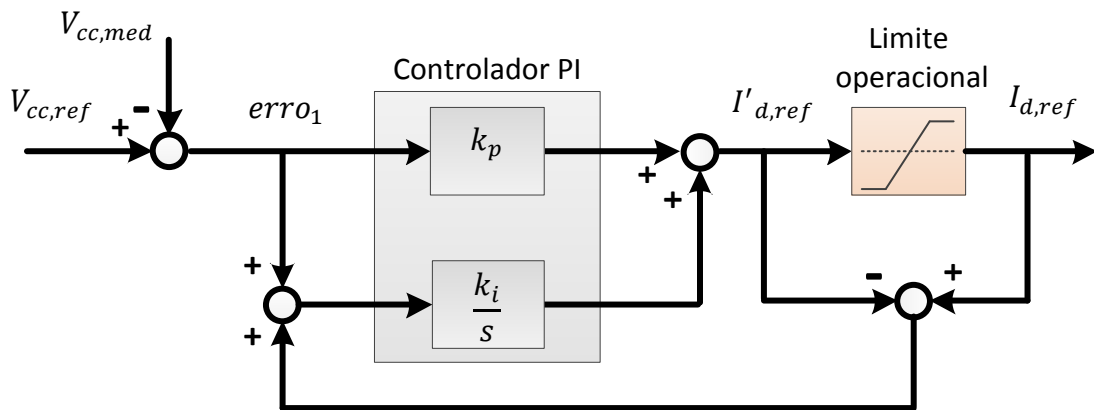 V_{cc,med}
Controlador PI
Limite
operacional
V_{cc,ref}
erro_1
I'_{d,ref}
I_{d,ref}
-
+
k_p
+
+
+
+
k_i
s
-
+